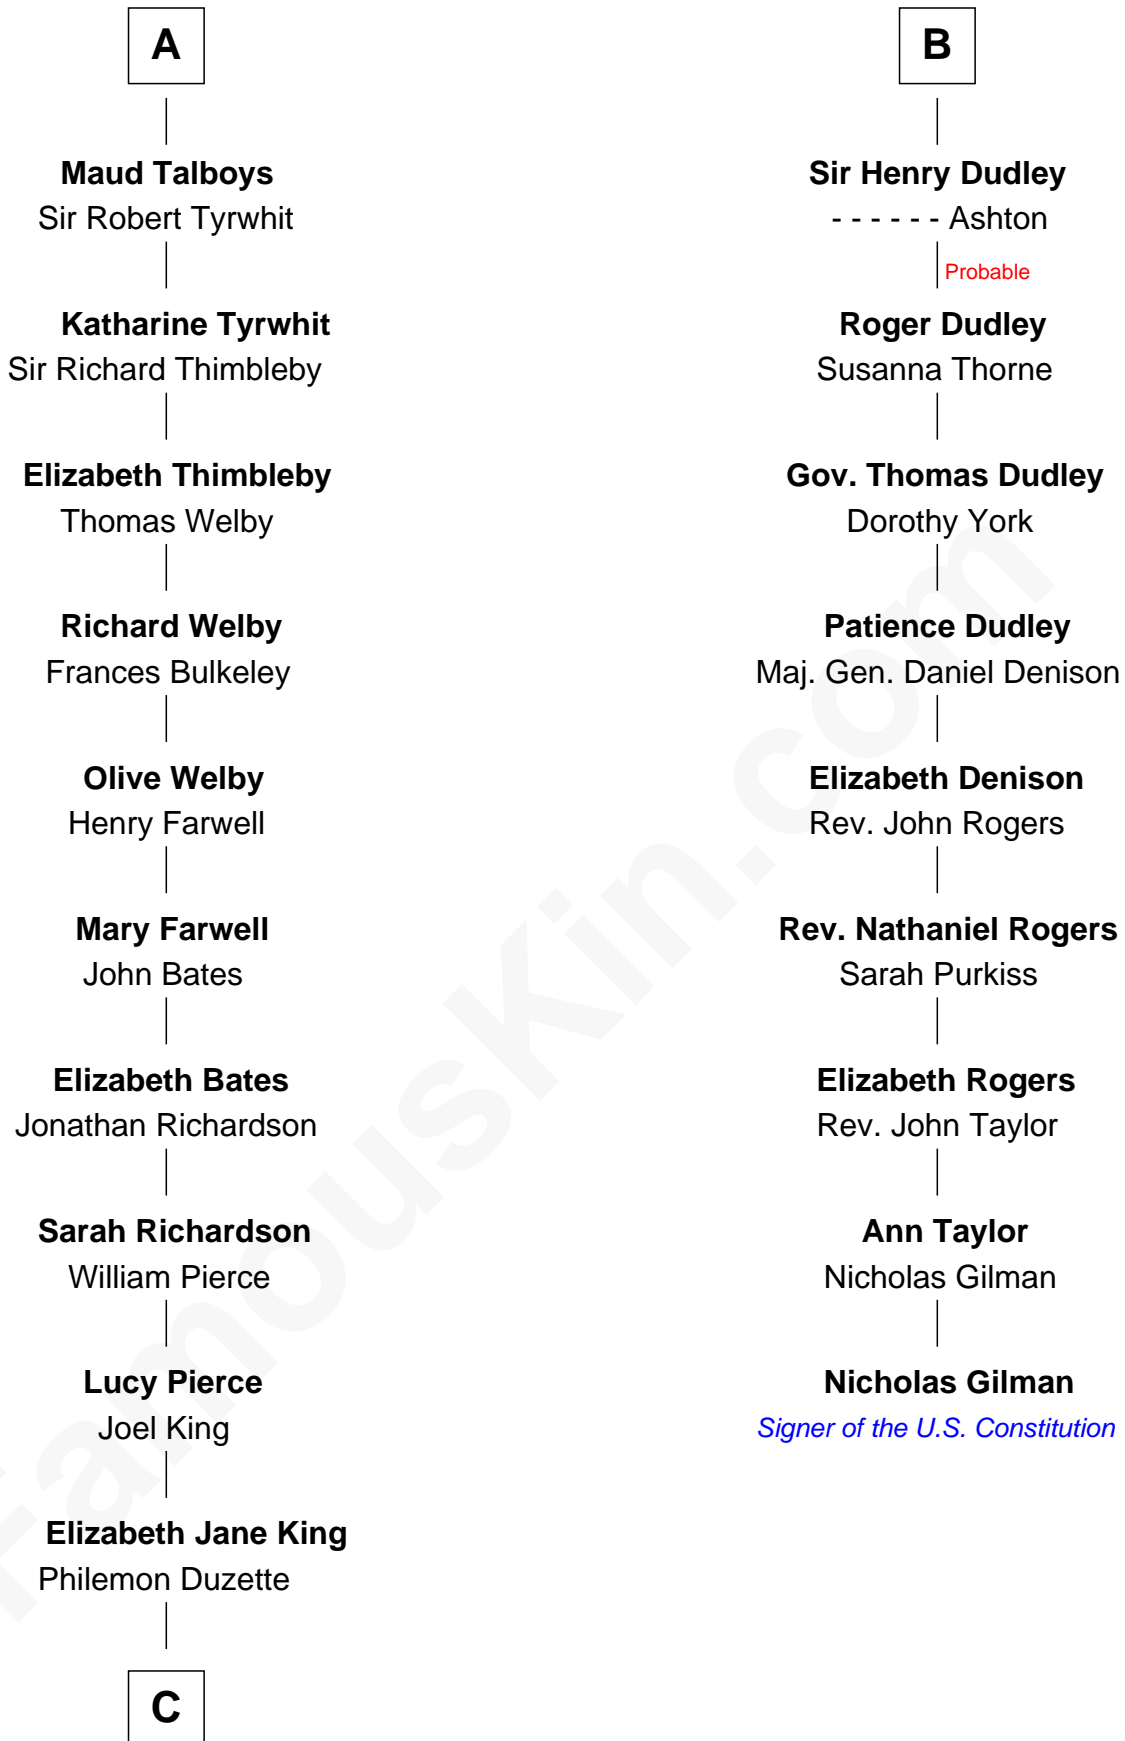 A
Maud Talboys
Sir Robert Tyrwhit
Katharine Tyrwhit
Sir Richard Thimbleby
Elizabeth Thimbleby
Thomas Welby
Richard Welby
Frances Bulkeley
Olive Welby
Henry Farwell
Mary Farwell
John Bates
Elizabeth Bates
Jonathan Richardson
Sarah Richardson
William Pierce
Lucy Pierce
Joel King
Elizabeth Jane King
Philemon Duzette
C
B
Sir Henry Dudley
- - - - - - Ashton
Probable
Roger Dudley
Susanna Thorne
Gov. Thomas Dudley
Dorothy York
Patience Dudley
Maj. Gen. Daniel Denison
Elizabeth Denison
Rev. John Rogers
Rev. Nathaniel Rogers
Sarah Purkiss
Elizabeth Rogers
Rev. John Taylor
Ann Taylor
Nicholas Gilman
Nicholas Gilman
Signer of the U.S. Constitution
FamousKin.com